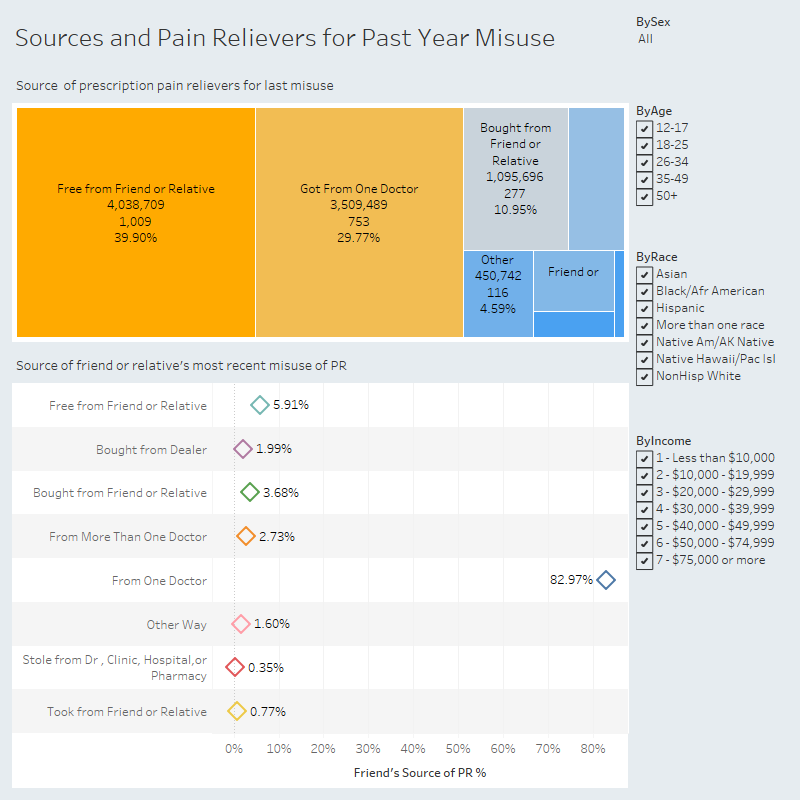 Sources and Pain Relievers for Past Year Misuse
Source of prescription pain relievers for last misuse
Free from Friend or Relative
4,038,709
1,009
39.90%
Got From One Doctor
3,509,489
753
29.77%
Bought from
Friend or
Relative
1,095,696
277
10.95%
Other
450,742
116
4.59%
Friend or
Source of friend or relative's most recent misuse of PR
Free from Friend or Relative
5.91%
Bought from Dealer
1.99%
Bought from Friend or Relative
3.68%
From More Than One Doctor
2.73%
From One Doctor
82.97%
Other Way
1.60%
Stole from Dr , Clinic, Hospital,or
Pharmacy
0.35%
Took from Friend or Relative
0.77%
0% 10% 20% 30% 40% 50% 60% 70% 80%
Friend's Source of PR %
BySex
All
ByAge
12-17
18-25
26-34
35-49
50+
ByRace
Asian
Black/Afr American
Hispanic
More than one race
Native Am/AK Native
Native Hawaii/Pac Isl
NonHisp White
ByIncome
1 - Less than $10,000
2 - $10,000 - $19,999
3 - $20,000 - $29,999
4 - $30,000 - $39,999
5 - $40,000 - $49,999
6 - $50,000 - $74,999
7 - $75,000 or more